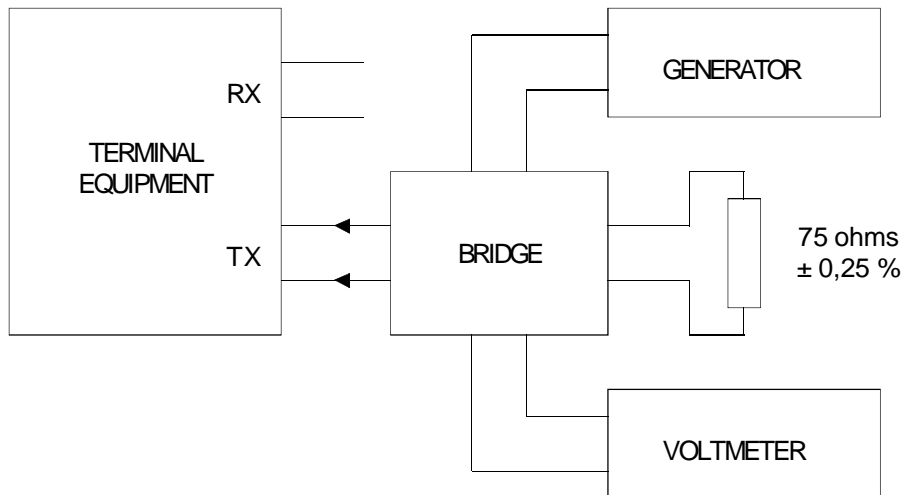 GENERATOR
RX
TERMINAL
EQUIPMENT
TX
BRIDGE
75 ohms
± 0,25 %
VOLTMETER